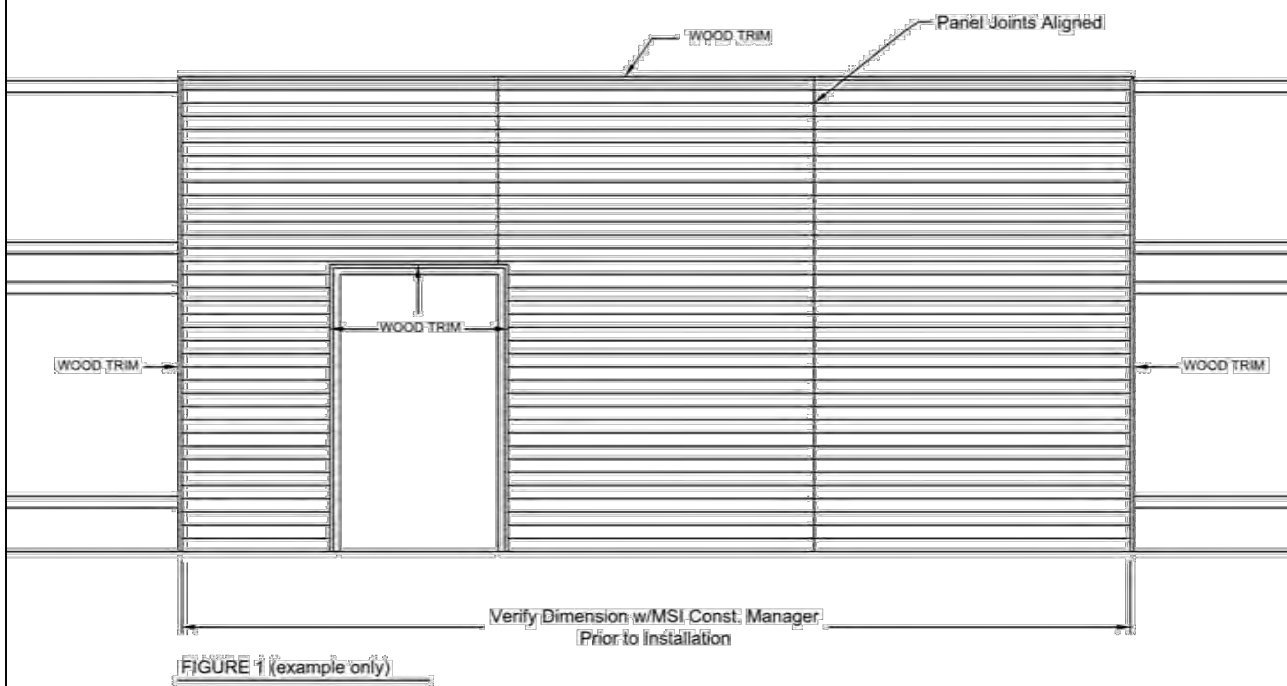 Panel Joints Aligned
WOOD TRIM
WOOD TRIM
WOOD TRIM
WOOD TRIM
Verify Dimension w/MSI Const. Manager
Prior to Installation
FIGURE 1 (example only)